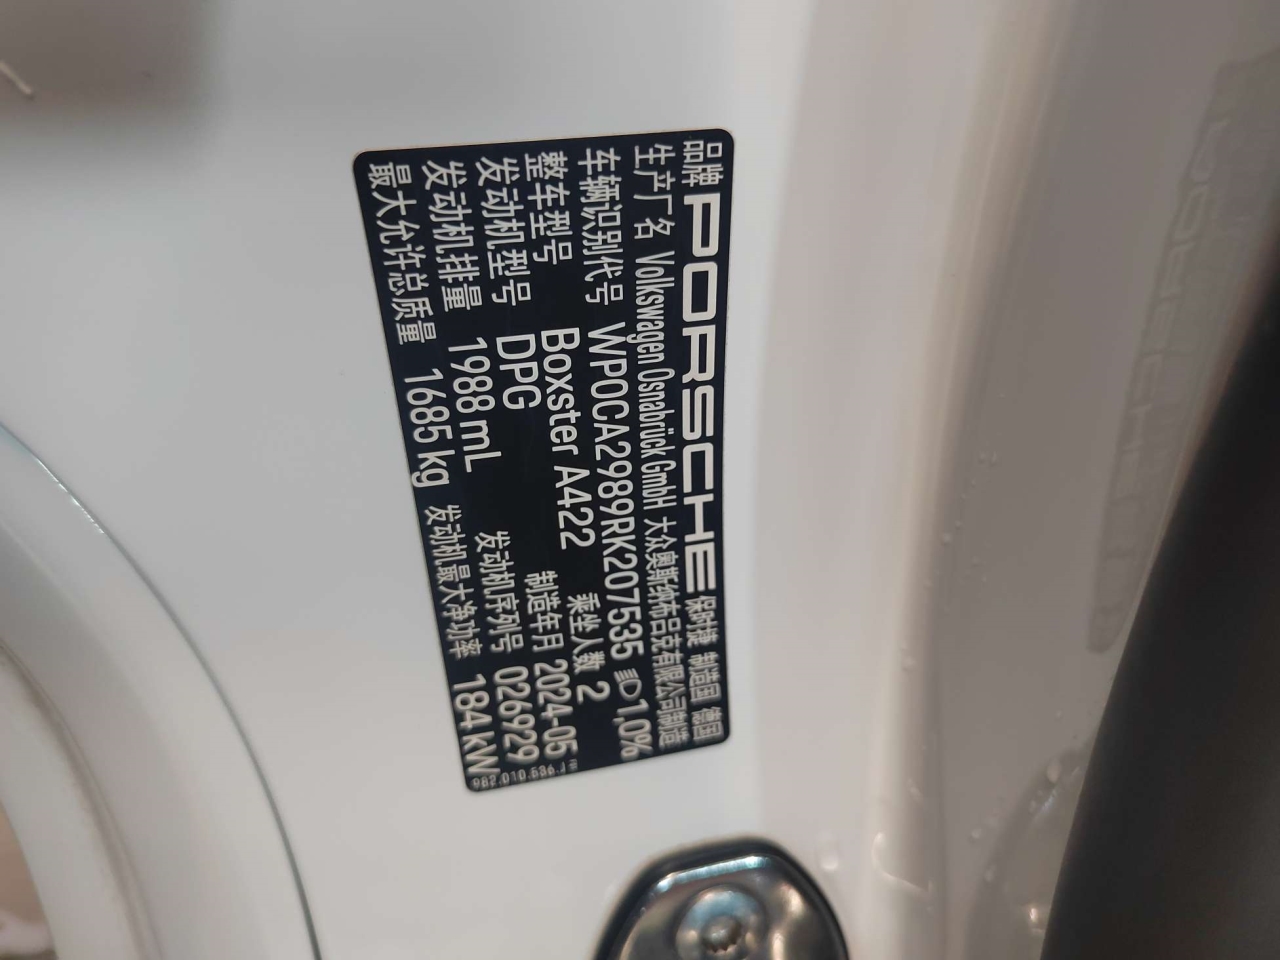 品牌 PORSCHE 保时捷 制造国 德国
生产厂名 Volkswagen Osnabrück GmbH 大众奥斯纳布吕克有限公司制造
车辆识别代号 WP0CA2989RK207535 1,0%
整车型号 Boxster A422 乘坐人数 2
发动机型号 DPG 制造年月 2024-05
发动机排量 1988 mL 发动机序列号 026929
最大允许总质量 1685 kg 发动机最大净功率 184 kW
982.010.536.J